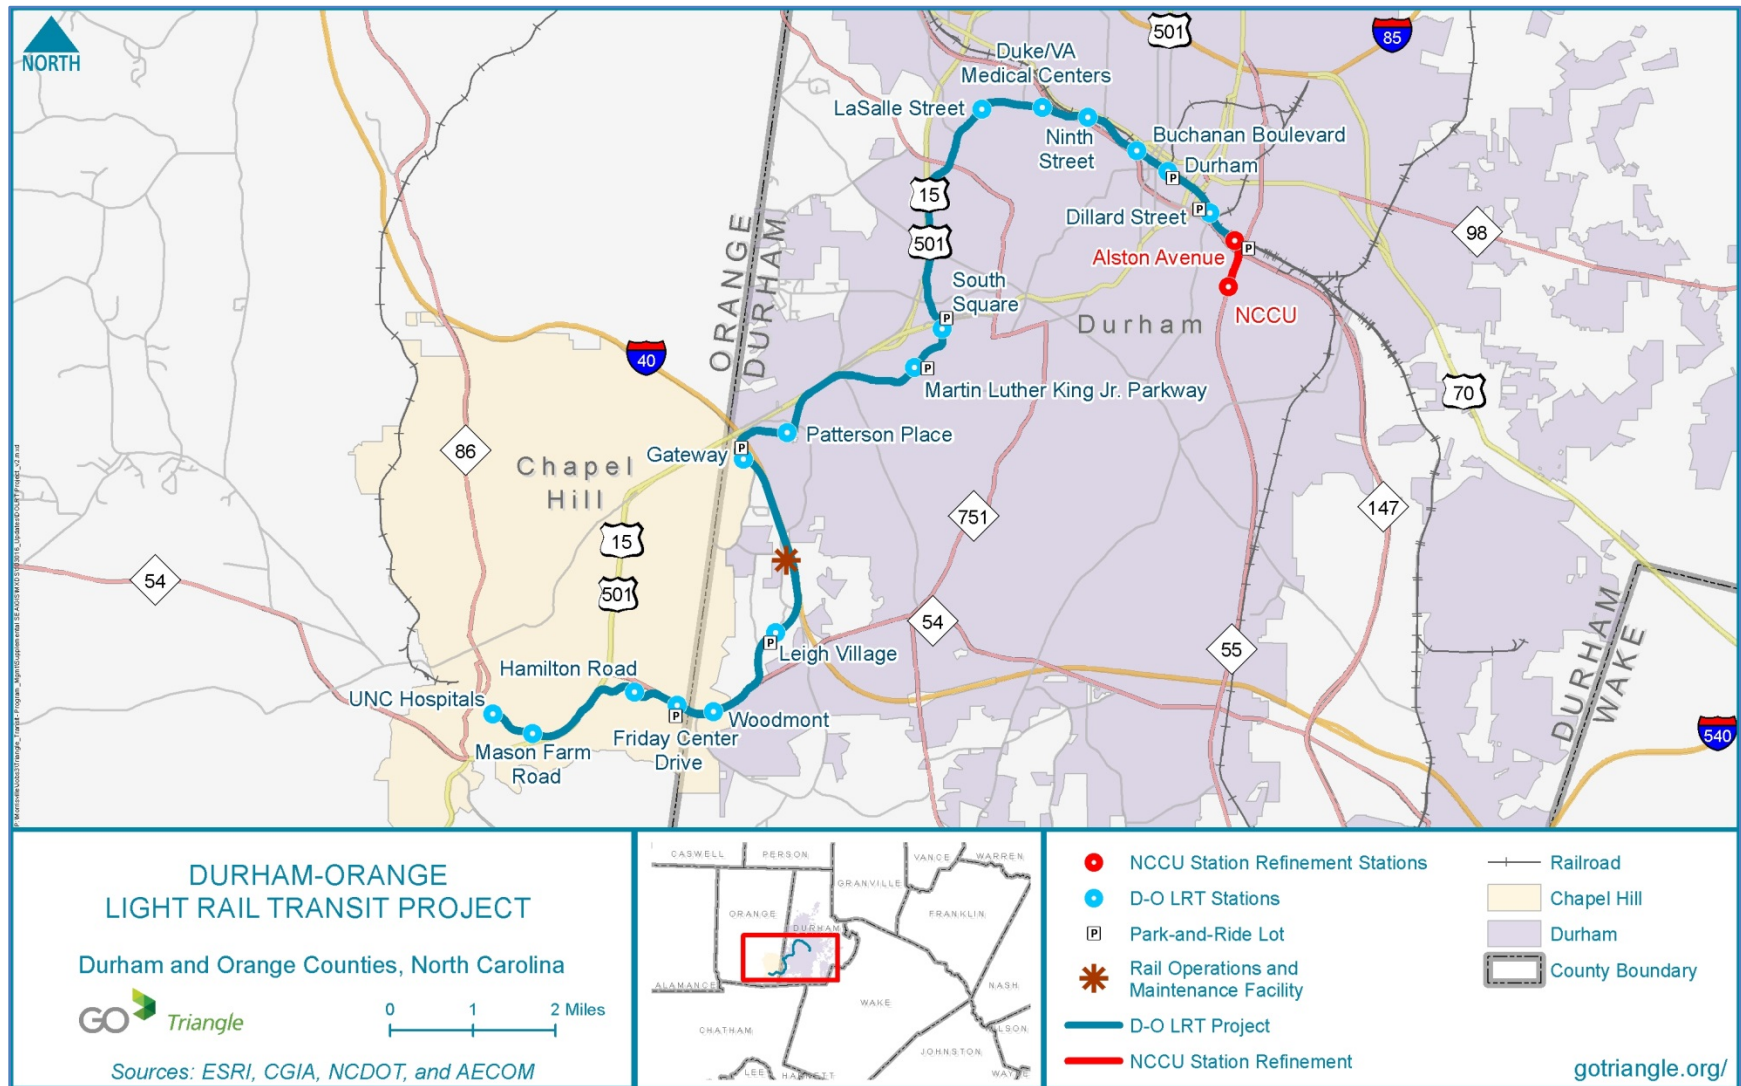 NORTH
501
85
Duke/VA
Medical Centers
LaSalle Street
Ninth
Street
Buchanan Boulevard
Durham
15
501
Dillard Street
98
ORANGE
DURHAM
Alston Avenue
South
Square
NCCU
Durham
40
Martin Luther King Jr. Parkway
70
86
Patterson Place
Gateway
Chapel
Hill
751
147
15
501
54
54
55
Leigh Village
Hamilton Road
UNC Hospitals
Woodmont
Mason Farm
Road
Friday Center
Drive
DURHAM
WAKE
540
P
P
P
P
P
P
P
P
DURHAM-ORANGE
LIGHT RAIL TRANSIT PROJECT
Durham and Orange Counties, North Carolina
GO Triangle
0 1 2 Miles
Sources: ESRI, CGIA, NCDOT, and AECOM
CASWELL
PERSON
VANCE
WARREN
GRANVILLE
ORANGE
DURHAM
FRANKLIN
ALAMANCE
WAKE
NASH
CHATHAM
JOHNSTON
LEE
NCCU Station Refinement Stations
D-O LRT Stations
P Park-and-Ride Lot
Rail Operations and
Maintenance Facility
D-O LRT Project
NCCU Station Refinement
Railroad
Chapel Hill
Durham
County Boundary
gotriangle.org/